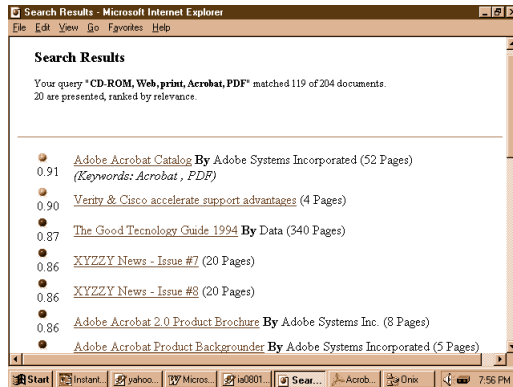 Search Results - Microsoft Internet Explorer
File Edit View Go Favorites Help
Search Results
Your query "CD-ROM, Web, print, Acrobat, PDF" matched 119 of 204 documents.
20 are presented, ranked by relevance.
0.91 Adobe Acrobat Catalog By Adobe Systems Incorporated (52 Pages)
(Keywords: Acrobat , PDF)
0.90 Verity & Cisco accelerate support advantages (4 Pages)
0.87 The Good Tecnology Guide 1994 By Data (340 Pages)
0.86 XYZZY News - Issue #7 (20 Pages)
0.86 XYZZY News - Issue #8 (20 Pages)
0.86 Adobe Acrobat 2.0 Product Brochure By Adobe Systems Inc. (8 Pages)
Adobe Acrobat Product Backgrounder By Adobe Systems Incorporated (5 Pages)
Start Instant... yahoo... Micros... ia0801... Sear... Acrob... Onix 7:56 PM